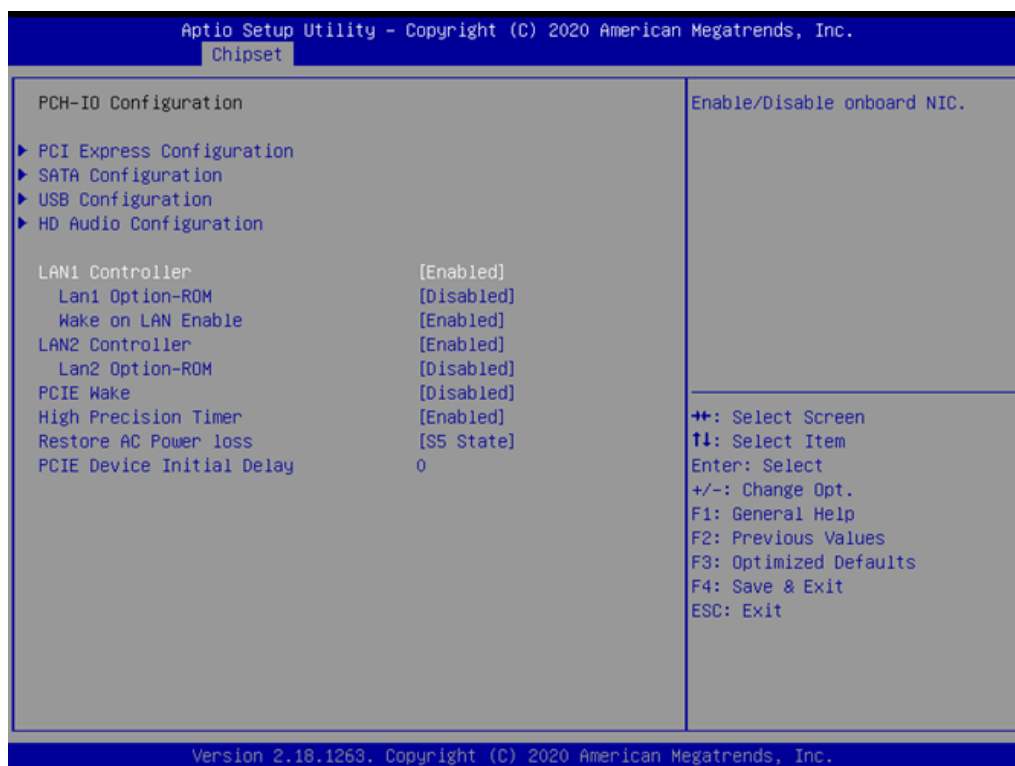 Aptio Setup Utility – Copyright (C) 2020 American Megatrends, Inc.
Chipset
PCH-IO Configuration
PCI Express Configuration
SATA Configuration
USB Configuration
HD Audio Configuration
LAN1 Controller [Enabled]
Lan1 Option-ROM [Disabled]
Wake on LAN Enable [Enabled]
LAN2 Controller [Enabled]
Lan2 Option-ROM [Disabled]
PCIE Wake [Disabled]
High Precision Timer [Enabled]
Restore AC Power loss [S5 State]
PCIE Device Initial Delay 0
Enable/Disable onboard NIC.
→←: Select Screen
↑↓: Select Item
Enter: Select
+/-: Change Opt.
F1: General Help
F2: Previous Values
F3: Optimized Defaults
F4: Save & Exit
ESC: Exit
Version 2.18.1263. Copyright (C) 2020 American Megatrends, Inc.